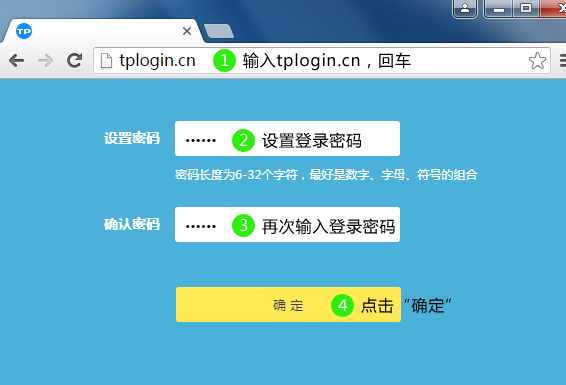 TP
tplogin.cn 1 输入tplogin.cn，回车
设置密码 •••••• 2 设置登录密码
密码长度为6-32个字符，最好是数字、字母、符号的组合
确认密码 •••••• 3 再次输入登录密码
确 定 4 点击“确定”